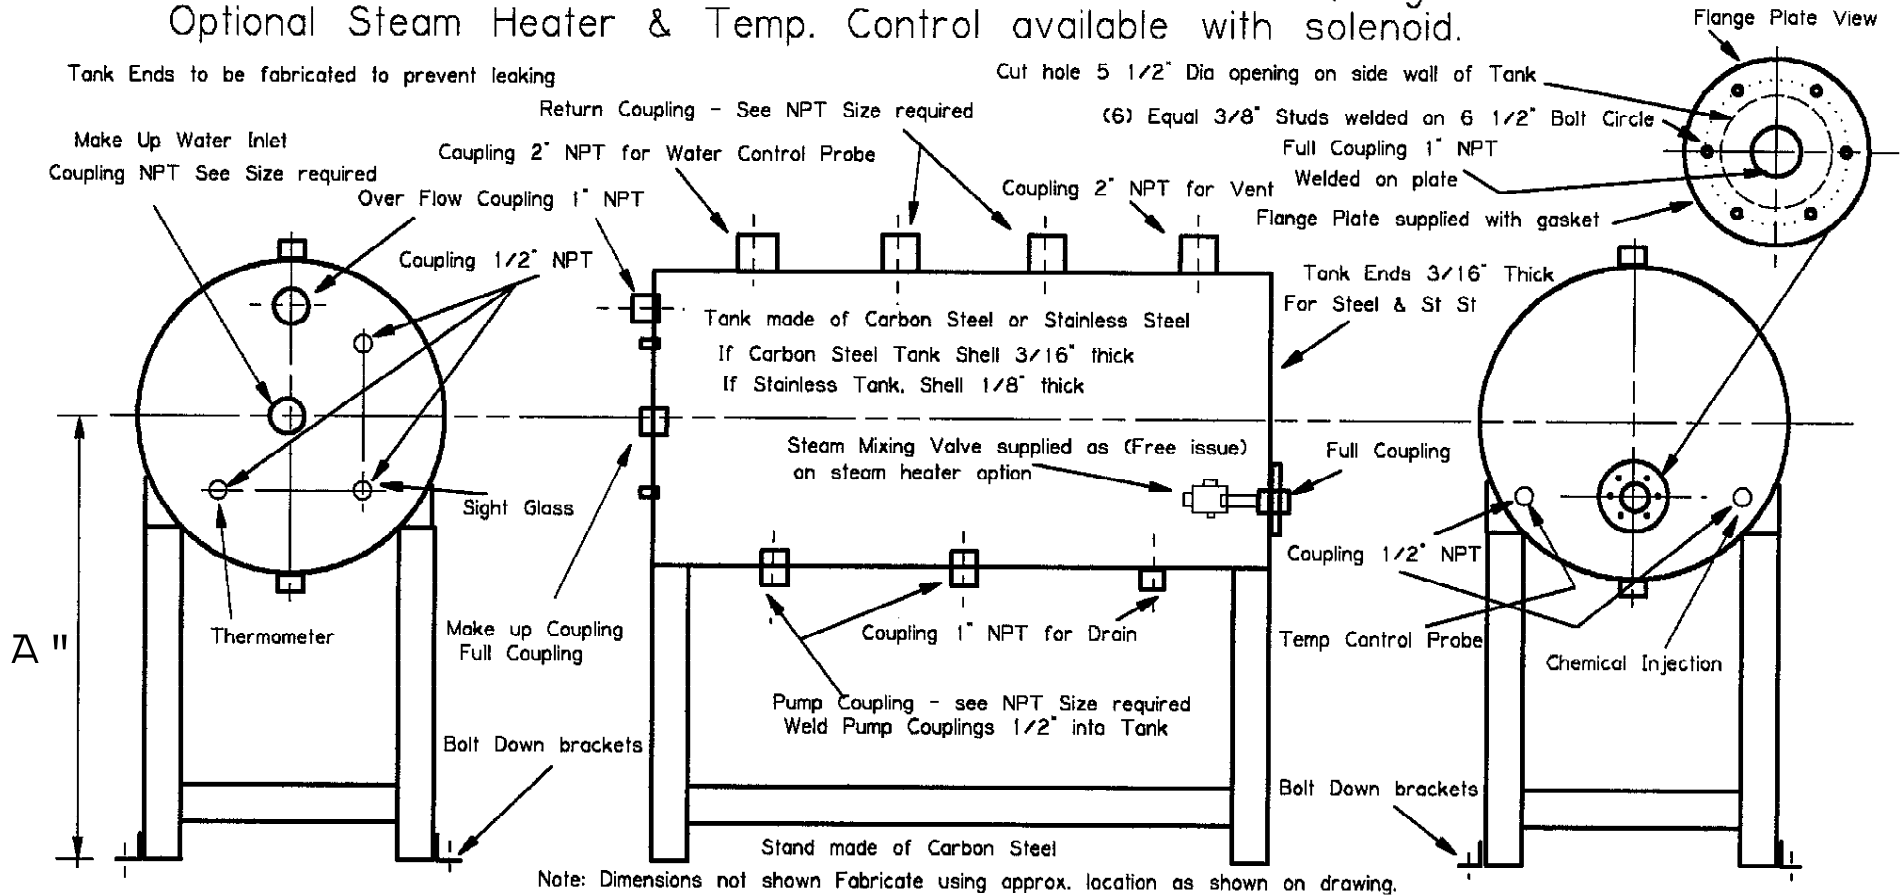 Optional Steam Heater & Temp. Control available with solenoid.
Flange Plate View
Tank Ends to be fabricated to prevent leaking
Cut hole 5 1/2" Dia opening on side wall of Tank
Return Coupling - See NPT Size required
(6) Equal 3/8" Studs welded on 6 1/2" Bolt Circle
Make Up Water Inlet
Coupling NPT See Size required
Coupling 2" NPT for Water Control Probe
Full Coupling 1" NPT
Welded on plate
Over Flow Coupling 1" NPT
Coupling 2" NPT for Vent
Flange Plate supplied with gasket
Coupling 1/2" NPT
Tank Ends 3/16" Thick
For Steel & St St
Tank made of Carbon Steel or Stainless Steel
If Carbon Steel Tank Shell 3/16" thick
If Stainless Tank. Shell 1/8" thick
Steam Mixing Valve supplied as (Free issue)
on steam heater option
Full Coupling
Sight Glass
Coupling 1/2" NPT
Thermometer
Make up Coupling
Full Coupling
Coupling 1" NPT for Drain
Temp Control Probe
Chemical Injection
A"
Pump Coupling - see NPT Size required
Weld Pump Couplings 1/2" into Tank
Bolt Down brackets
Bolt Down brackets
Stand made of Carbon Steel
Note: Dimensions not shown Fabricate using approx. location as shown on drawing.